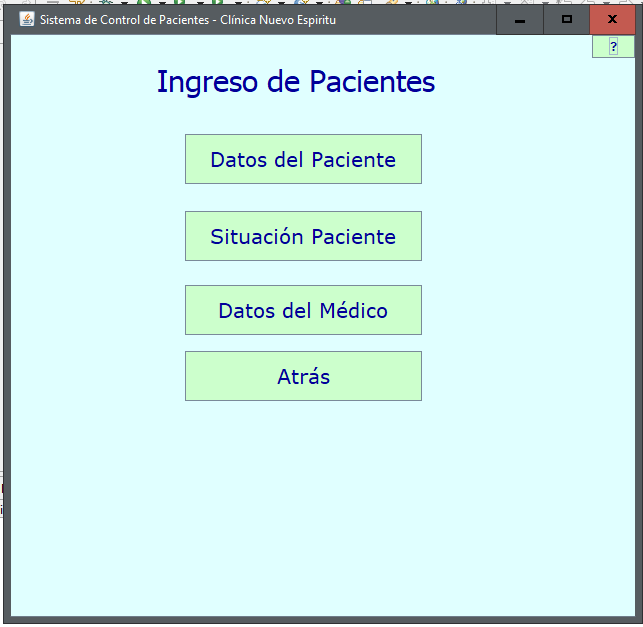 Sistema de Control de Pacientes - Clínica Nuevo Espiritu
?
Ingreso de Pacientes
Datos del Paciente
Situación Paciente
Datos del Médico
Atrás